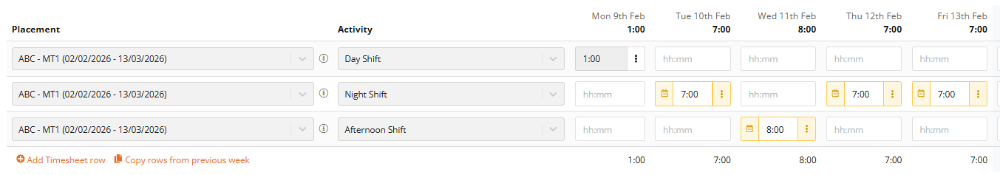 Mon 9th Feb Tue 10th Feb Wed 11th Feb Thu 12th Feb Fri 13th Feb
Placement Activity 1:00 7:00 8:00 7:00 7:00
ABC - MT1 (02/02/2026 - 13/03/2026) Day Shift 1:00 hh:mm hh:mm hh:mm hh:mm
ABC - MT1 (02/02/2026 - 13/03/2026) Night Shift hh:mm 7:00 hh:mm 7:00 7:00
ABC - MT1 (02/02/2026 - 13/03/2026) Afternoon Shift hh:mm hh:mm 8:00 hh:mm hh:mm
Add Timesheet row Copy rows from previous week 1:00 7:00 8:00 7:00 7:00